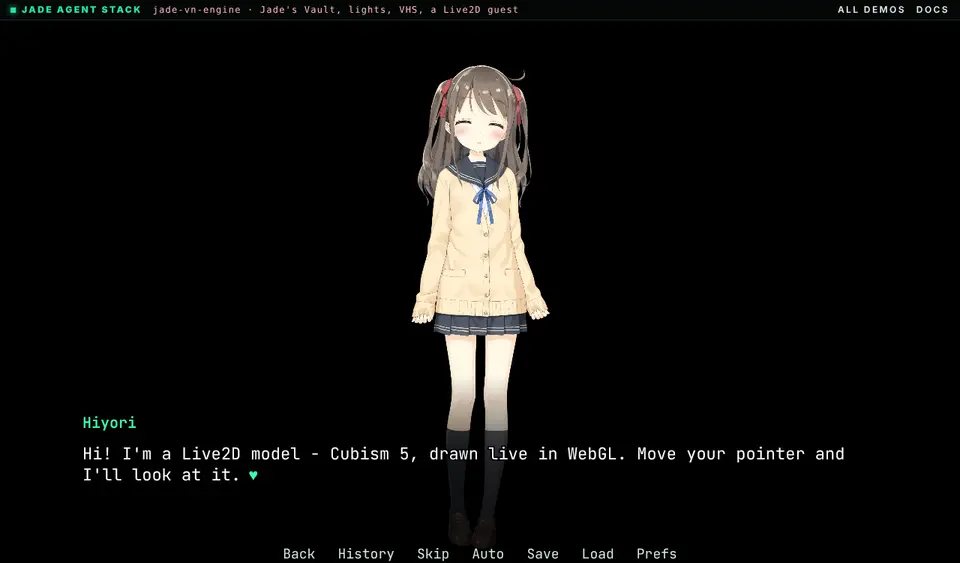 JADE AGENT STACK jade-vn-engine · Jade's Vault, lights, VHS, a Live2D guest ALL DEMOS DOCS
Hiyori
Hi! I'm a Live2D model - Cubism 5, drawn live in WebGL. Move your pointer and
I'll look at it. ♥
Back History Skip Auto Save Load Prefs